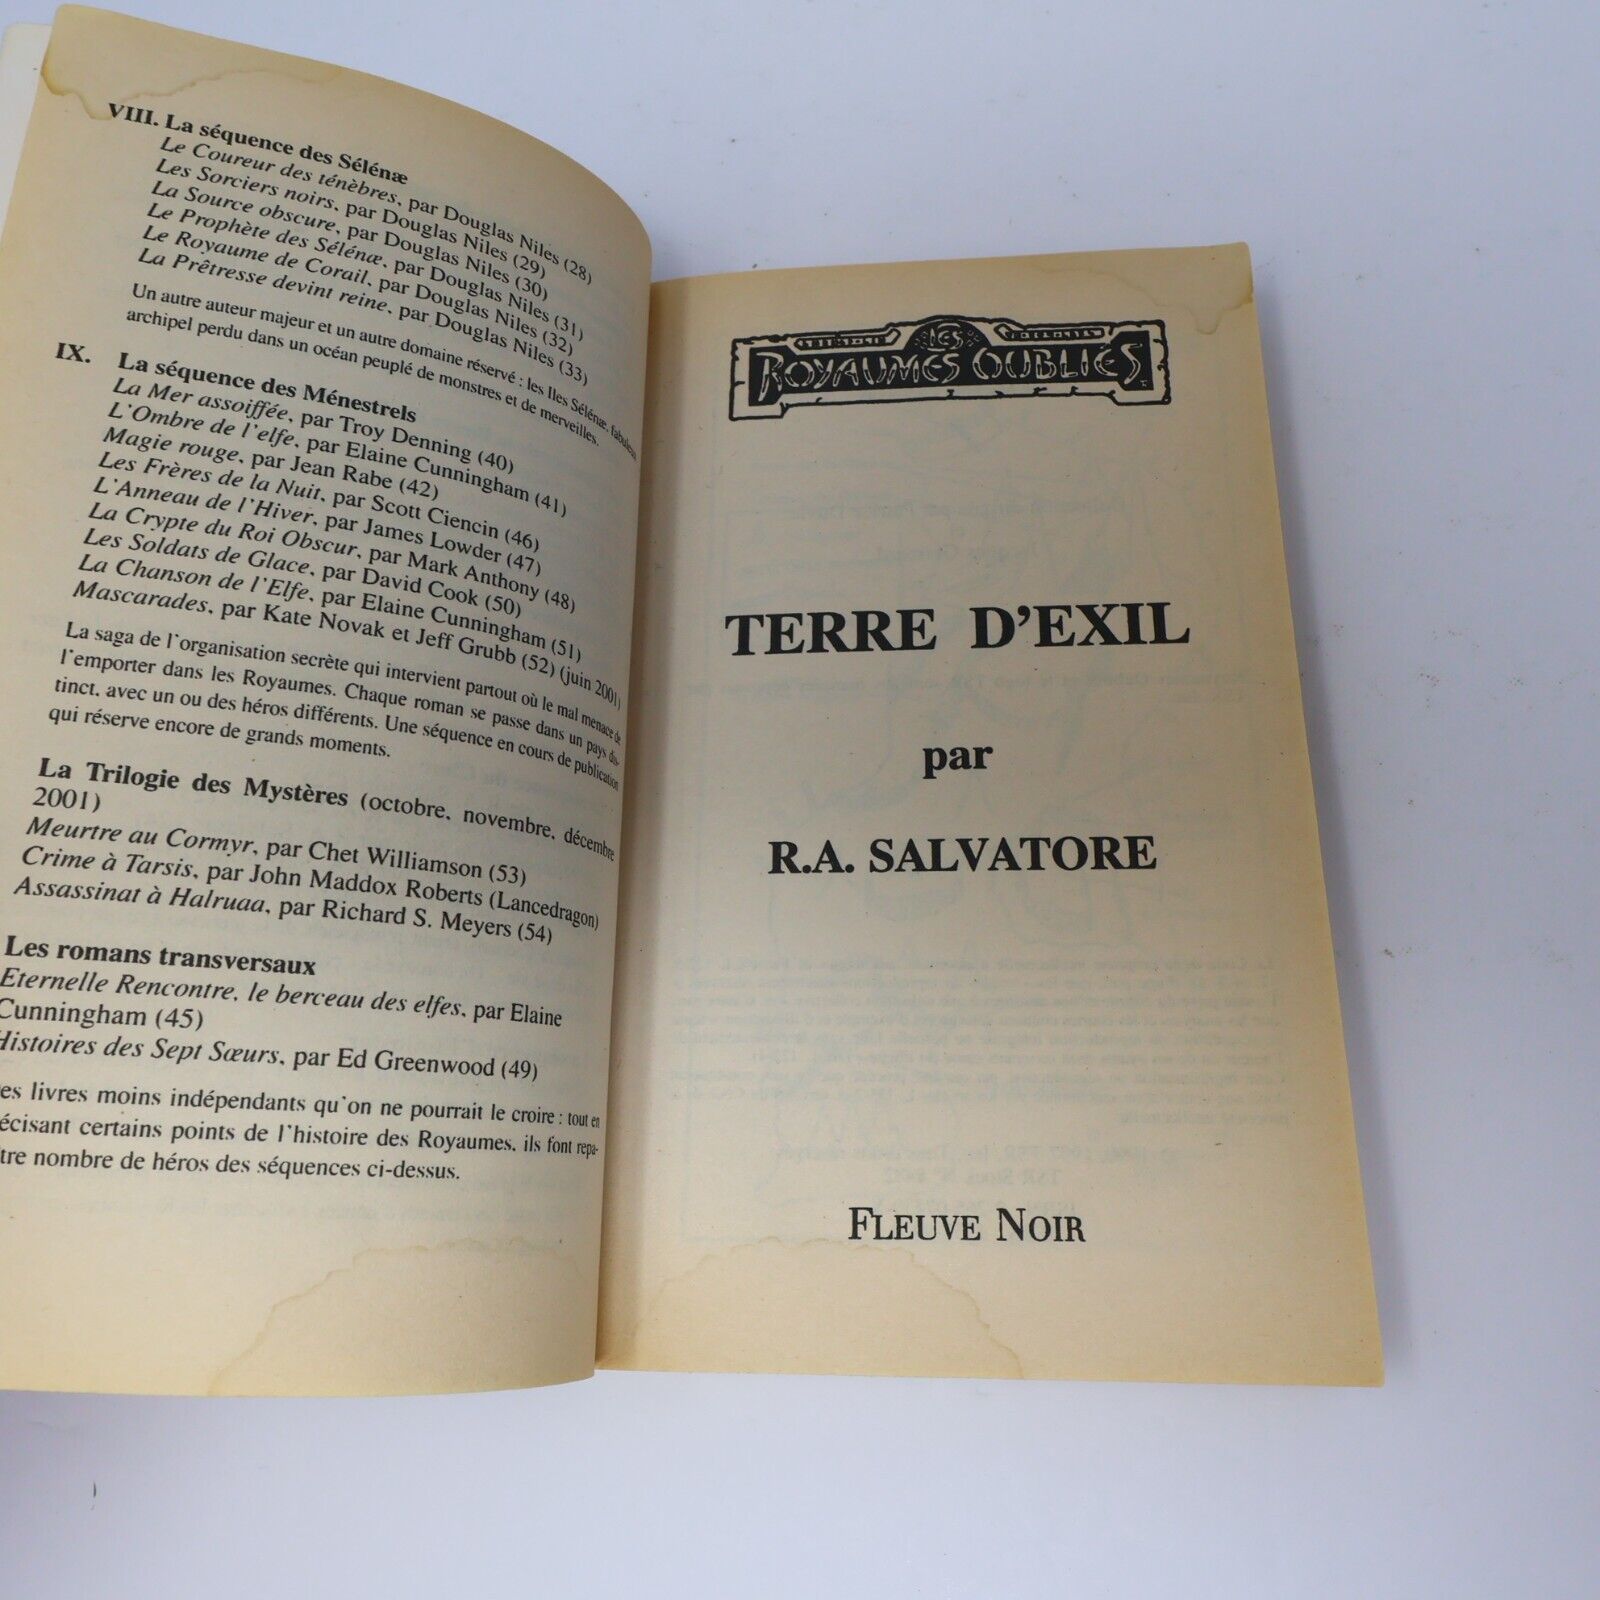 VIII. La séquence des Sélénæ
Le Coureur des ténèbres, par Douglas Niles (28)
Les Sorciers noirs, par Douglas Niles (29)
La Source obscure, par Douglas Niles (30)
Le Prophète des Sélénæ, par Douglas Niles (31)
Le Royaume de Corail, par Douglas Niles (32)
La Prêtresse devint reine, par Douglas Niles (33)
Un autre auteur majeur et un autre domaine réservé : les Iles Sélénæ, fabuleux
archipel perdu dans un océan peuplé de monstres et de merveilles.
IX. La séquence des Ménestrels
La Mer assoiffée, par Troy Denning (40)
L'Ombre de l'elfe, par Elaine Cunningham (41)
Magie rouge, par Jean Rabe (42)
Les Frères de la Nuit, par Scott Ciencin (46)
L'Anneau de l'Hiver, par James Lowder (47)
La Crypte du Roi Obscur, par Mark Anthony (48)
Les Soldats de Glace, par David Cook (50)
La Chanson de l'Elfe, par Elaine Cunningham (51)
Mascarades, par Kate Novak et Jeff Grubb (52) (juin 2001)
La saga de l'organisation secrète qui intervient partout où le mal menace de
l'emporter dans les Royaumes. Chaque roman se passe dans un pays dis-
tinct, avec un ou des héros différents. Une séquence en cours de publication
qui réserve encore de grands moments.
La Trilogie des Mystères (octobre, novembre, décembre
2001)
Meurtre au Cormyr, par Chet Williamson (53)
Crime à Tarsis, par John Maddox Roberts (Lancedragon)
Assassinat à Halruaa, par Richard S. Meyers (54)
Les romans transversaux
Eternelle Rencontre, le berceau des elfes, par Elaine
Cunningham (45)
Histoires des Sept Sœurs, par Ed Greenwood (49)
es livres moins indépendants qu'on ne pourrait le croire : tout en
écisant certains points de l'histoire des Royaumes, ils font repa-
tre nombre de héros des séquences ci-dessus.
LES
ROYAUMES OUBLIES
TERRE D'EXIL
par
R.A. SALVATORE
FLEUVE NOIR